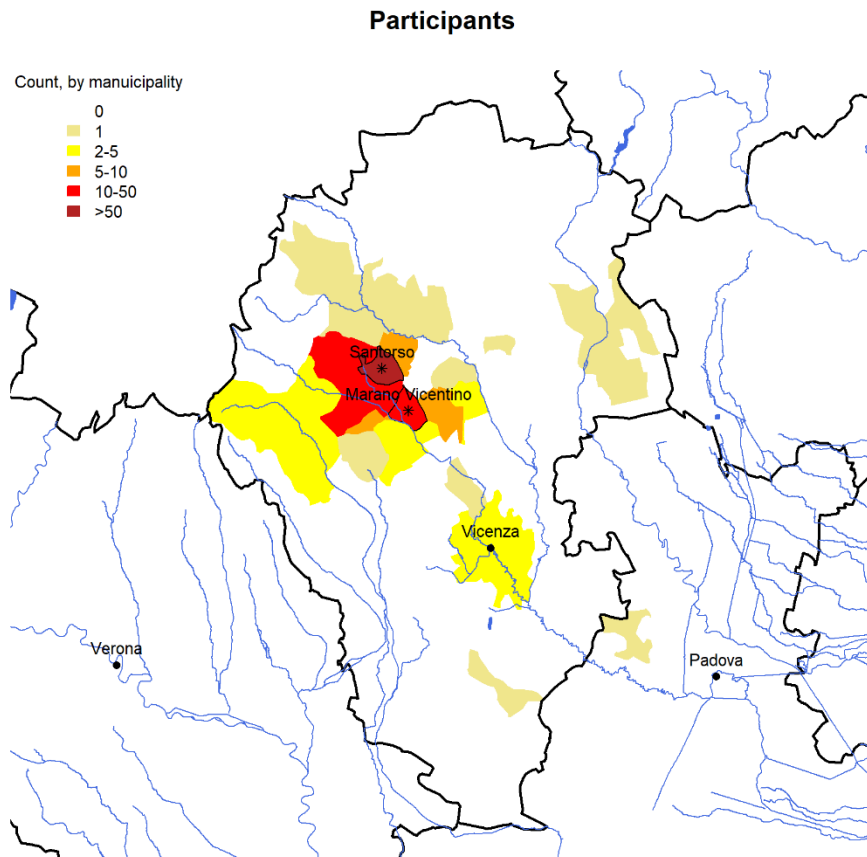 Participants
Count, by manuicipality
0
1
2-5
5-10
10-50
>50
Santorso
Marano Vicentino
Vicenza
Verona
Padova